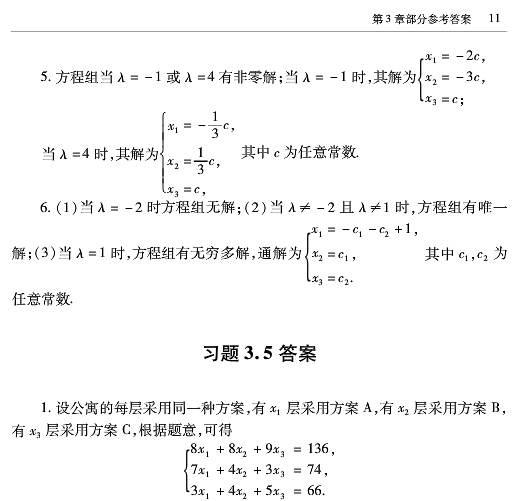 第3章部分参考答案 11
5. 方程组当 λ = -1 或 λ = 4 有非零解;当 λ = -1 时,其解为 { x₁ = -2c, x₂ = -3c, x₃ = c;
当 λ = 4 时,其解为 { x₁ = -1/3 c, x₂ = 1/3 c, x₃ = c, 其中 c 为任意常数.
6. (1) 当 λ = -2 时方程组无解; (2) 当 λ ≠ -2 且 λ ≠ 1 时,方程组有唯一
解; (3) 当 λ = 1 时,方程组有无穷多解,通解为 { x₁ = -c₁ - c₂ + 1, x₂ = c₁, x₃ = c₂. 其中 c₁,c₂ 为
任意常数.
习题 3.5 答案
1. 设公寓的每层采用同一种方案,有 x₁ 层采用方案 A,有 x₂ 层采用方案 B,
有 x₃ 层采用方案 C,根据题意,可得
{ 8x₁ + 8x₂ + 9x₃ = 136,
7x₁ + 4x₂ + 3x₃ = 74,
3x₁ + 4x₂ + 5x₃ = 66.